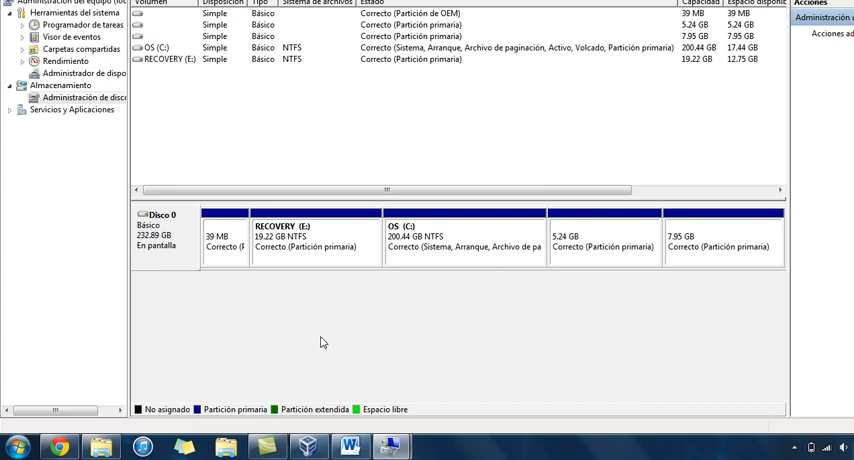 Administración del equipo (loc
Herramientas del sistema
Programador de tareas
Visor de eventos
Carpetas compartidas
Rendimiento
Administrador de dispo
Almacenamiento
Administración de disco
Servicios y Aplicaciones
Volumen Disposición Tipo Sistema de archivos Estado Capacidad Espacio disponib
Simple Básico Correcto (Partición de OEM) 39 MB 39 MB
Simple Básico Correcto (Partición primaria) 5.24 GB 5.24 GB
Simple Básico Correcto (Partición primaria) 7.95 GB 7.95 GB
OS (C:) Simple Básico NTFS Correcto (Sistema, Arranque, Archivo de paginación, Activo, Volcado, Partición primaria) 200.44 GB 17.44 GB
RECOVERY (E:) Simple Básico NTFS Correcto (Partición primaria) 19.22 GB 12.75 GB
Disco 0
Básico
232.89 GB
En pantalla
39 MB
Correcto (F
RECOVERY (E:)
19.22 GB NTFS
Correcto (Partición primaria)
OS (C:)
200.44 GB NTFS
Correcto (Sistema, Arranque, Archivo de pa
5.24 GB
Correcto (Partición primaria)
7.95 GB
Correcto (Partición primaria)
No asignado Partición primaria Partición extendida Espacio libre
Acciones
Administración d
Acciones ad